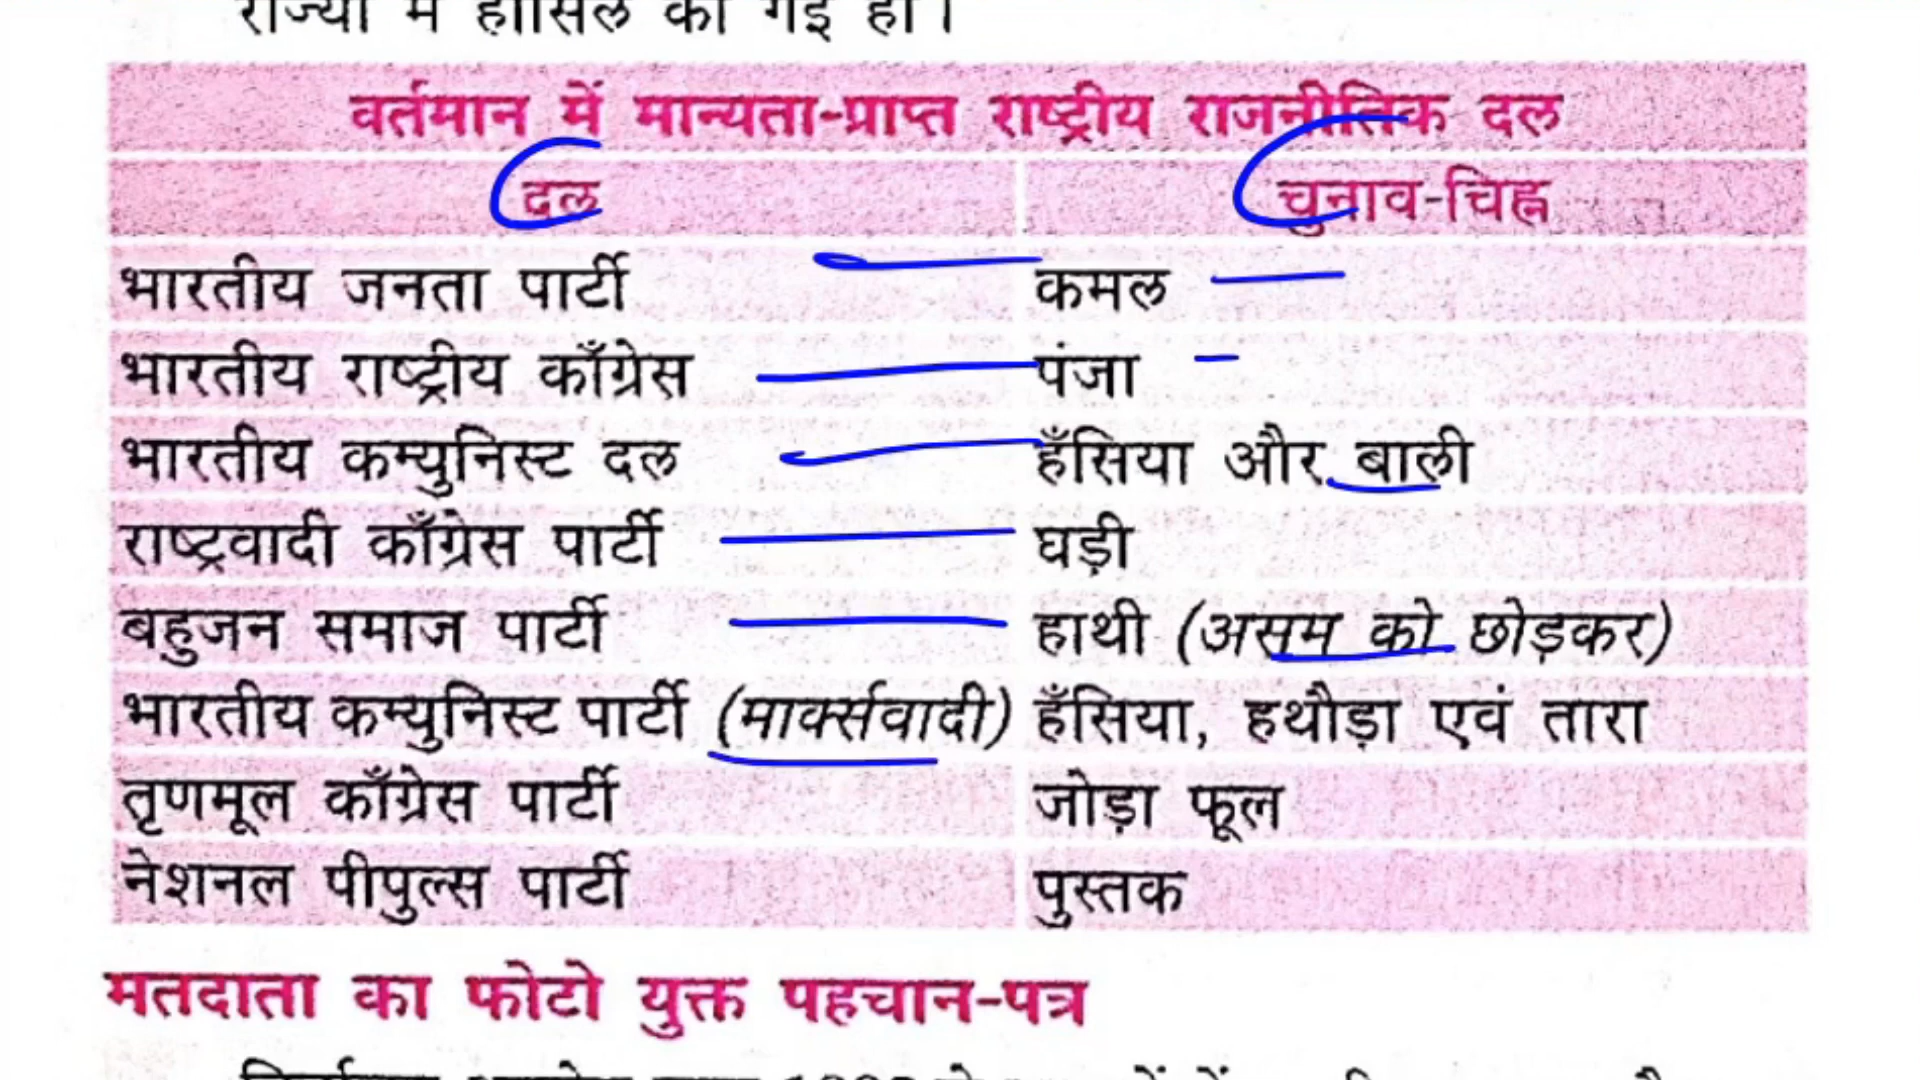 राज्यों में हासिल की गई हो।
वर्तमान में मान्यता-प्राप्त राष्ट्रीय राजनीतिक दल
दल चुनाव-चिह्न
भारतीय जनता पार्टी कमल
भारतीय राष्ट्रीय काँग्रेस पंजा
भारतीय कम्युनिस्ट दल हँसिया और बाली
राष्ट्रवादी काँग्रेस पार्टी घड़ी
बहुजन समाज पार्टी हाथी (असम को छोड़कर)
भारतीय कम्युनिस्ट पार्टी (मार्क्सवादी) हँसिया, हथौड़ा एवं तारा
तृणमूल काँग्रेस पार्टी जोड़ा फूल
नेशनल पीपुल्स पार्टी पुस्तक
मतदाता का फोटो युक्त पहचान-पत्र